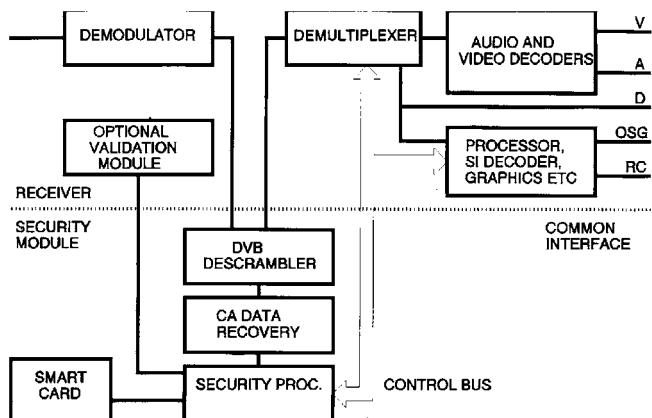 DEMODULATOR
DEMULTIPLEXER
AUDIO AND
VIDEO DECODERS
V
A
D
OSG
RC
OPTIONAL
VALIDATION
MODULE
PROCESSOR,
SI DECODER,
GRAPHICS ETC
RECEIVER
SECURITY
MODULE
COMMON
INTERFACE
DVB
DESCRAMBLER
CA DATA
RECOVERY
SMART
CARD
SECURITY PROC.
CONTROL BUS